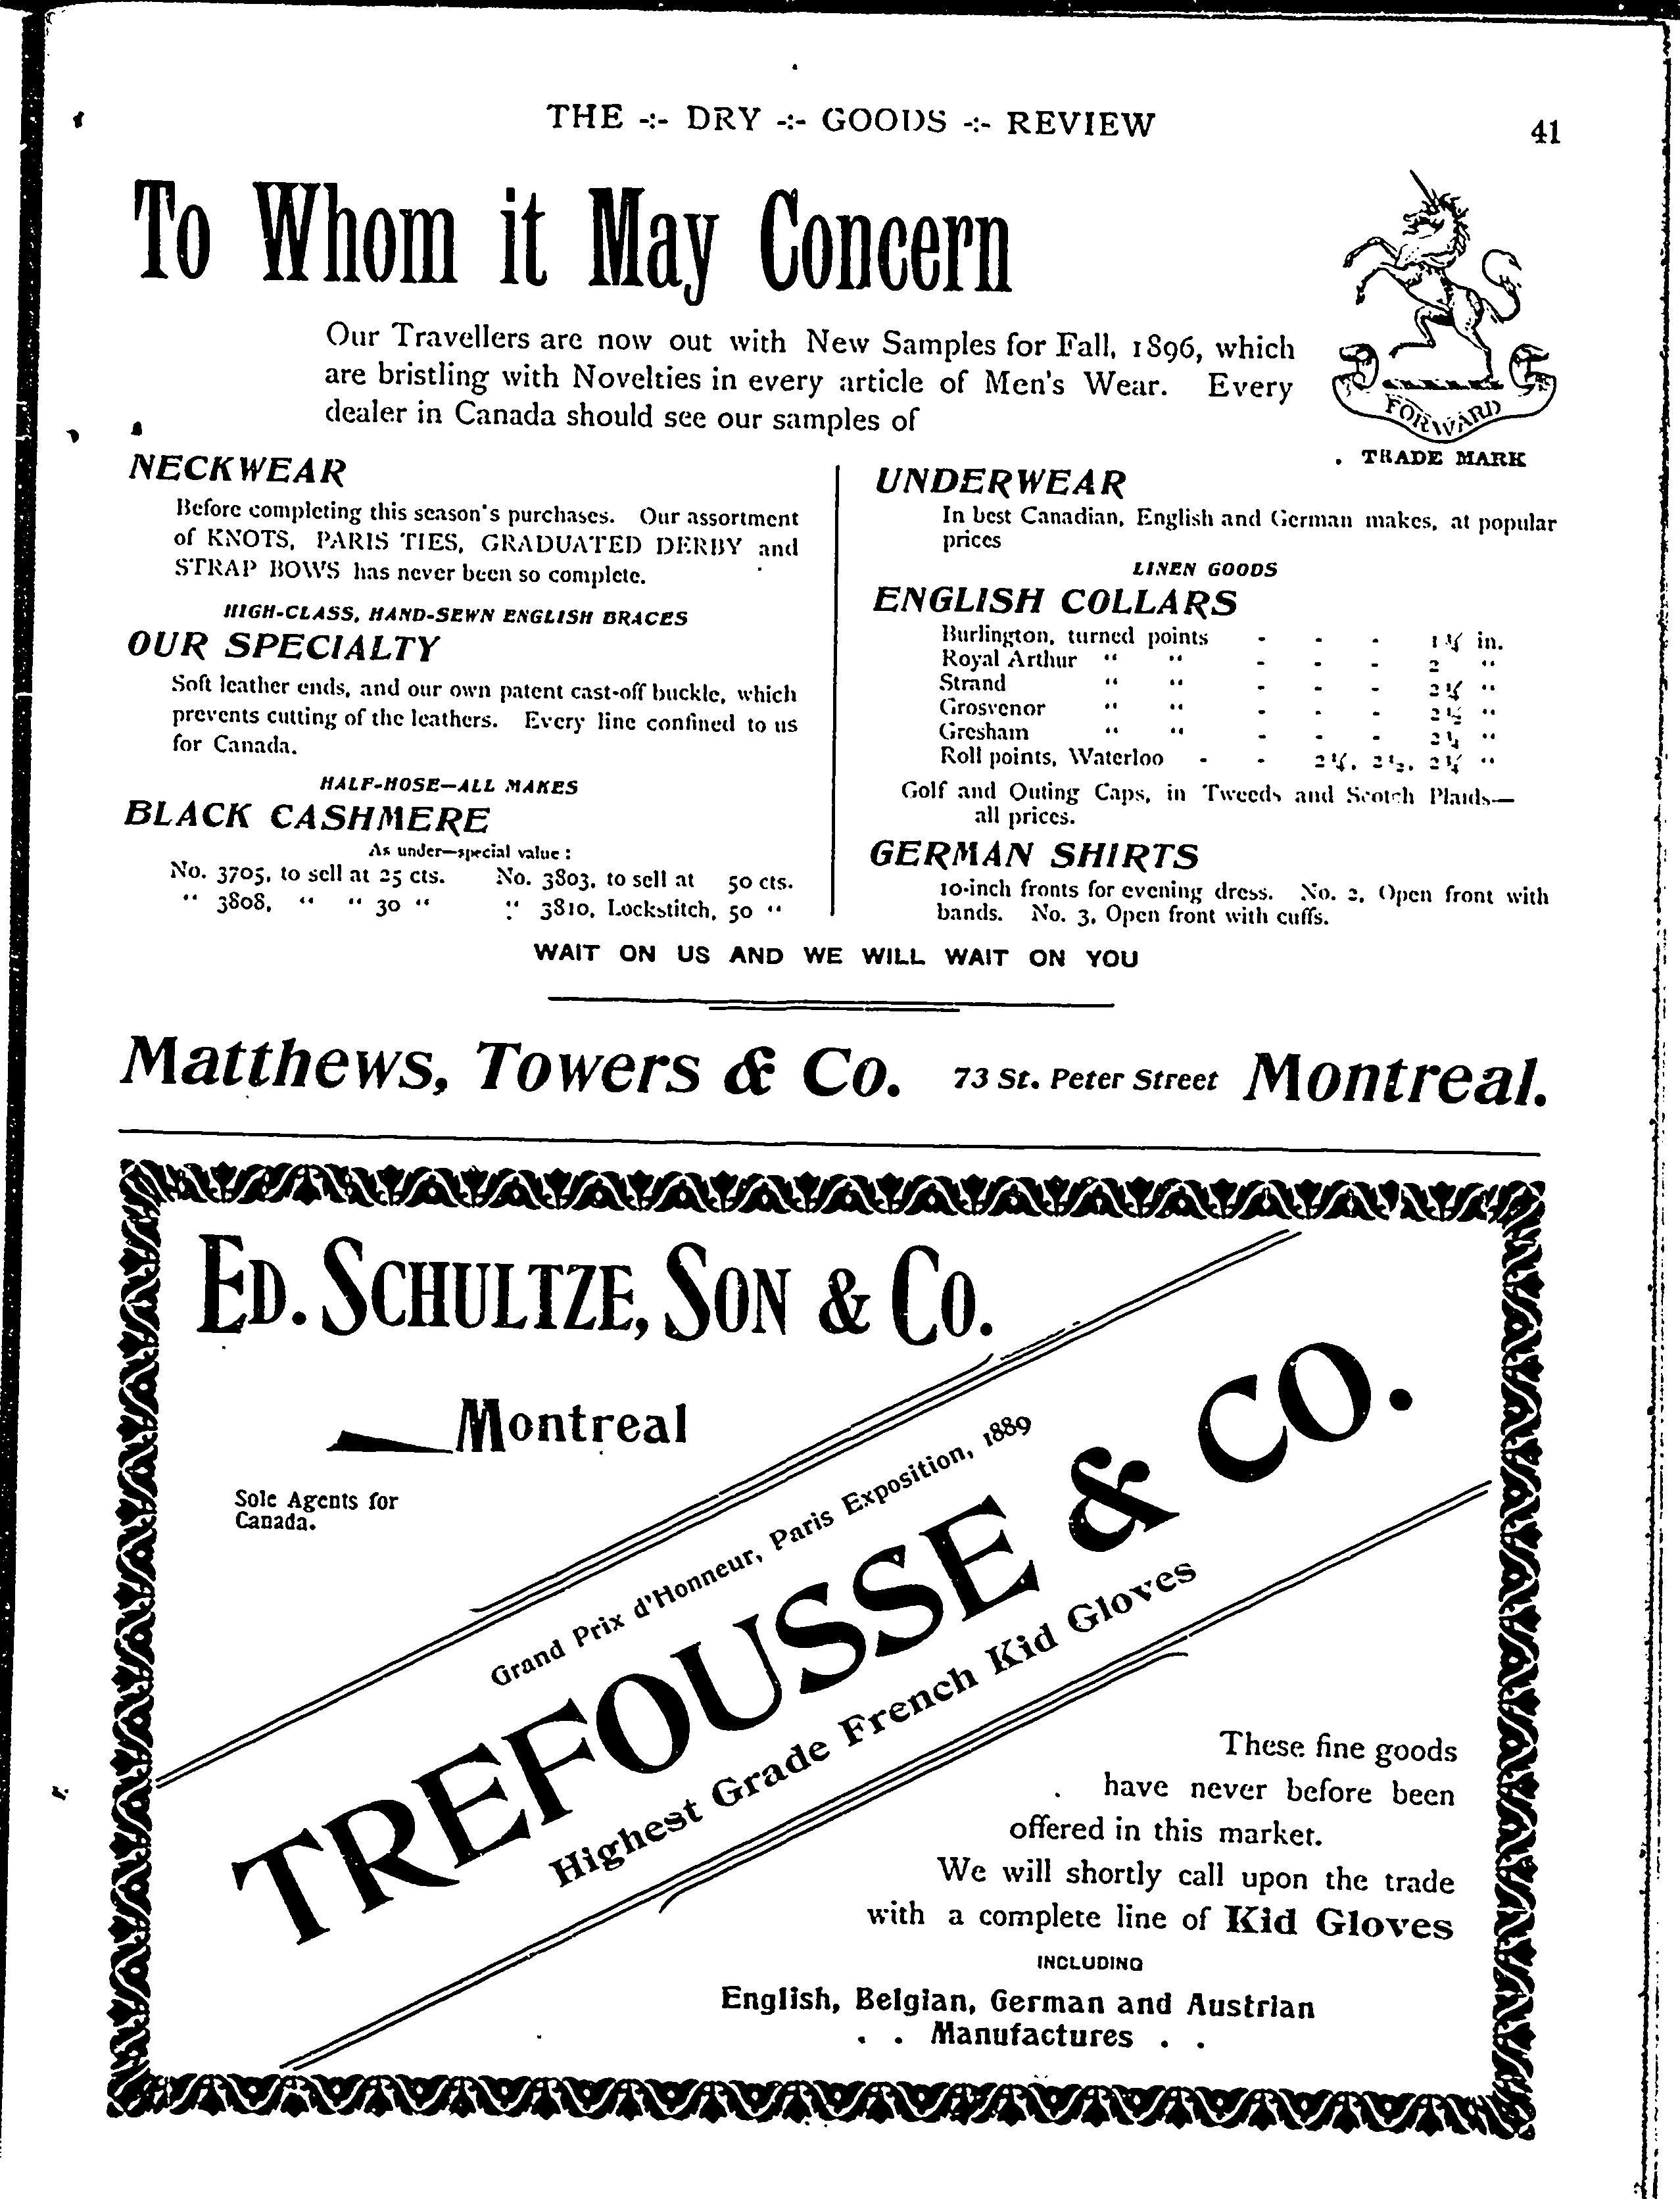 THE -:- DRY -:- GOODS -:- REVIEW
41
To Whom it May Concern
Our Travellers are now out with New Samples for Fall, 1896, which
are bristling with Novelties in every article of Men's Wear. Every
dealer in Canada should see our samples of
FORWARD
TRADE MARK
NECKWEAR
Before completing this season's purchases. Our assortment
of KNOTS, PARIS TIES, GRADUATED DERBY and
STRAP BOWS has never been so complete.
HIGH-CLASS, HAND-SEWN ENGLISH BRACES
OUR SPECIALTY
Soft leather ends, and our own patent cast-off buckle, which
prevents cutting of the leathers. Every line confined to us
for Canada.
HALF-HOSE—ALL MAKES
BLACK CASHMERE
As under—special value:
No. 3705, to sell at 25 cts. No. 3803, to sell at 50 cts.
" 3808, " " 30 " " 3810, Lockstitch, 50 "
UNDERWEAR
In best Canadian, English and German makes, at popular
prices
LINEN GOODS
ENGLISH COLLARS
Burlington, turned points - - - in.
Royal Arthur " " - - - 2 "
Strand " " - - - "
Grosvenor " " - - - 2½ "
Gresham " " - - - "
Roll points, Waterloo - - "
Golf and Outing Caps, in Tweeds and Scotch Plaids—
all prices.
GERMAN SHIRTS
10-inch fronts for evening dress. No. 2, Open front with
bands. No. 3, Open front with cuffs.
WAIT ON US AND WE WILL WAIT ON YOU
Matthews, Towers & Co. 73 St. Peter Street Montreal.
ED. SCHULTZE, SON & CO.
Montreal
Sole Agents for
Canada.
Grand Prix d'Honneur, Paris Exposition, 1889
TREFOUSSE & CO.
Highest Grade French Kid Gloves
These fine goods
have never before been
offered in this market.
We will shortly call upon the trade
with a complete line of Kid Gloves
INCLUDING
English, Belgian, German and Austrian
. . Manufactures . .